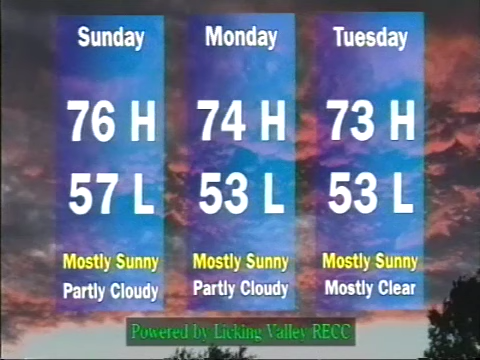 Sunday
76 H
57 L
Mostly Sunny
Partly Cloudy
Monday
74 H
53 L
Mostly Sunny
Partly Cloudy
Tuesday
73 H
53 L
Mostly Sunny
Mostly Clear
Powered by Licking Valley RECC